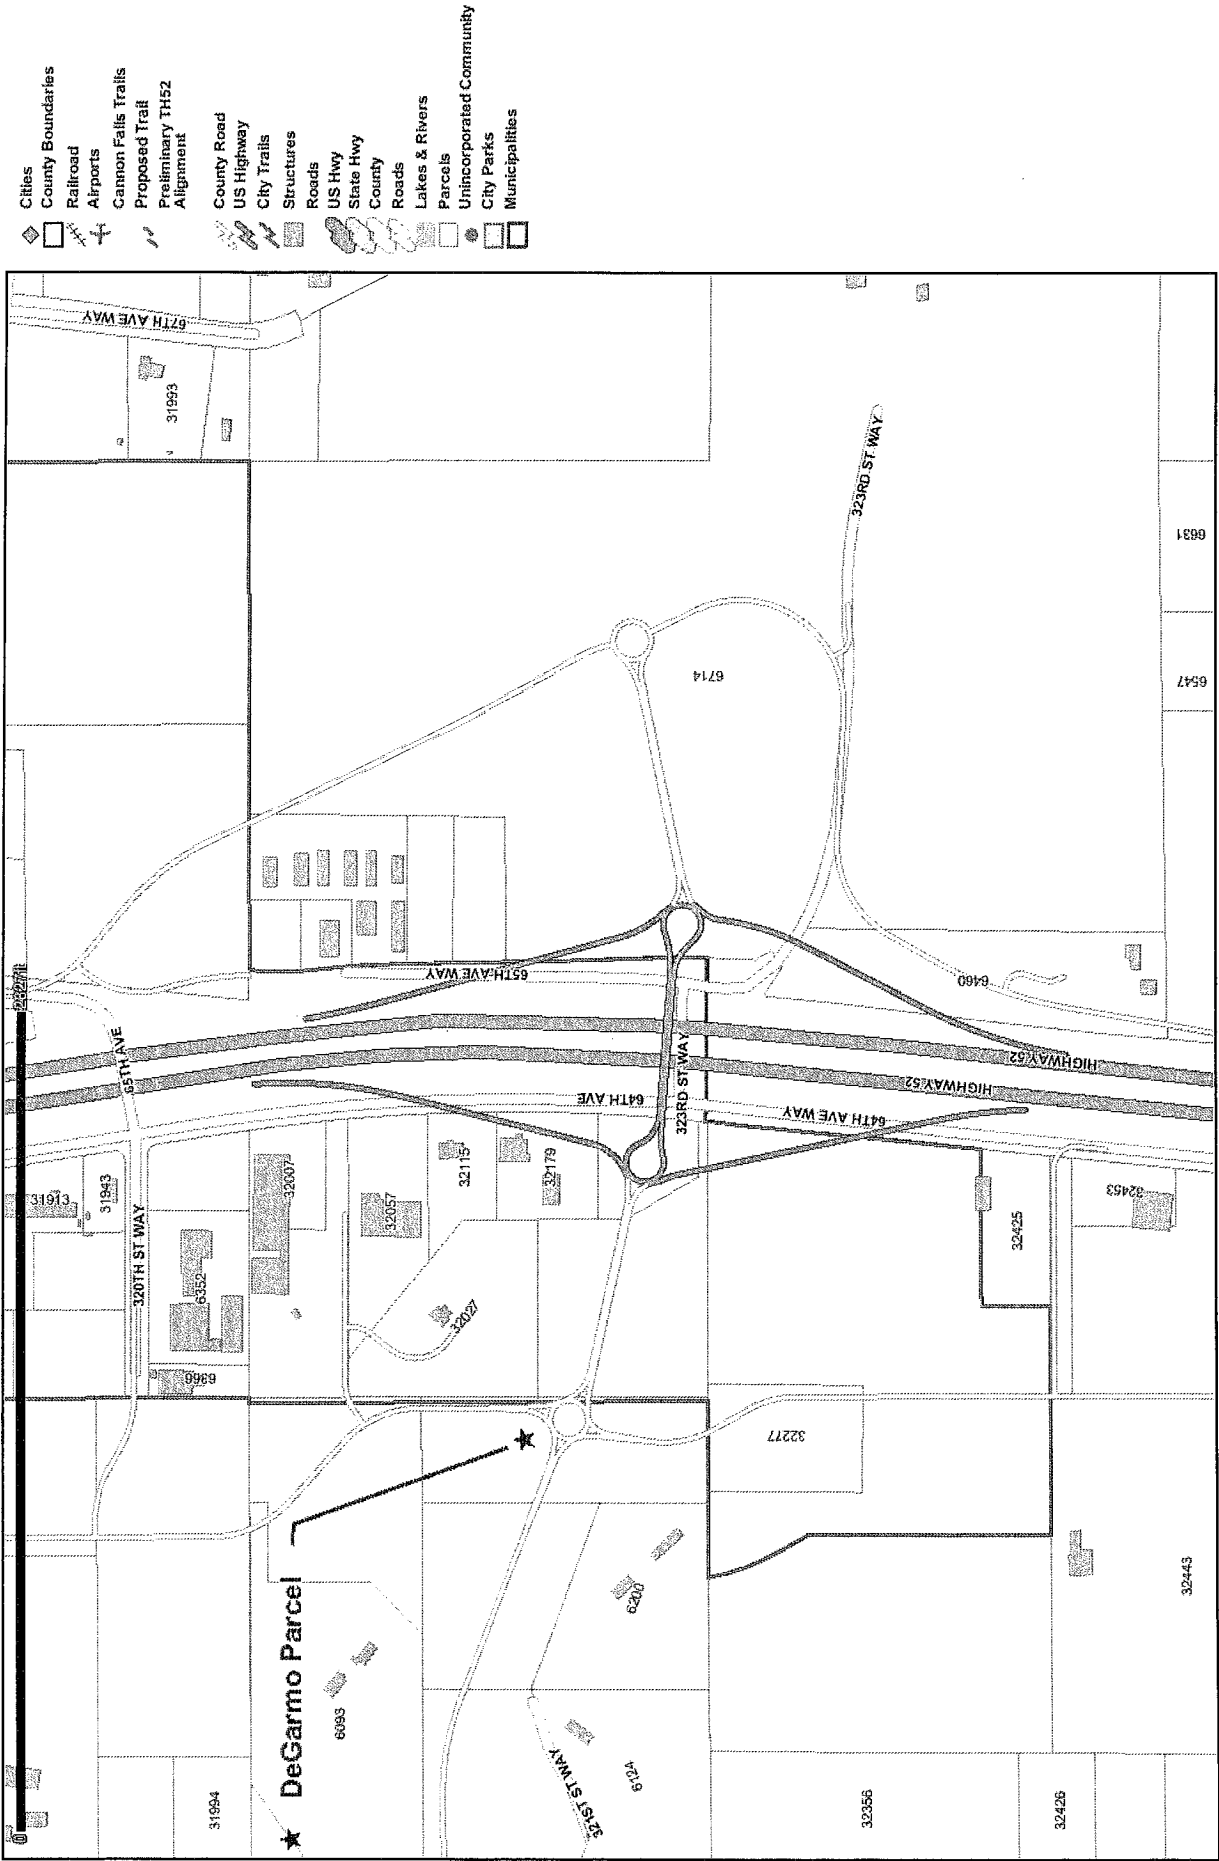 Cities
County Boundaries
Railroad
Airports
Cannon Falls Trails
Proposed Trail
Preliminary TH52
Alignment
County Road
US Highway
City Trails
Structures
Roads
US Hwy
State Hwy
County
Roads
Lakes & Rivers
Parcels
Unincorporated Community
City Parks
Municipalities
67TH AVE WAY
31993
323RD ST WAY
6631
6547
6714
65TH AVE WAY
6460
65TH AVE
HIGHWAY 52
HIGHWAY 52
64TH AVE
323RD ST WAY
64TH AVE WAY
31913
31943
320TH ST WAY
32007
32115
32179
32057
6352
32027
6366
32425
32453
32277
DeGarmo Parcel
6093
6200
6124
321ST ST WAY
31994
32356
32426
32443
0